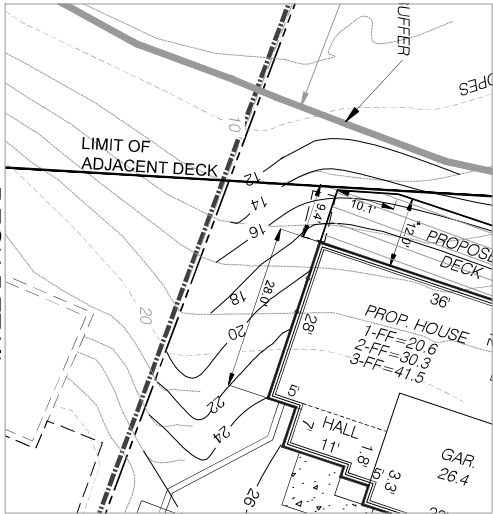 BUFFER
OPES
LIMIT OF
ADJACENT DECK
10
12
14
16
18
20
20
22
24
26
9.4'
10.1'
12.0'
28.0'
PROPOSE
DECK
36'
28'
PROP. HOUSE
1-FF=20.6
2-FF=30.3
3-FF=41.5
5'
7'
HALL
11'
1.8'
5'
3.3'
GAR.
26.4